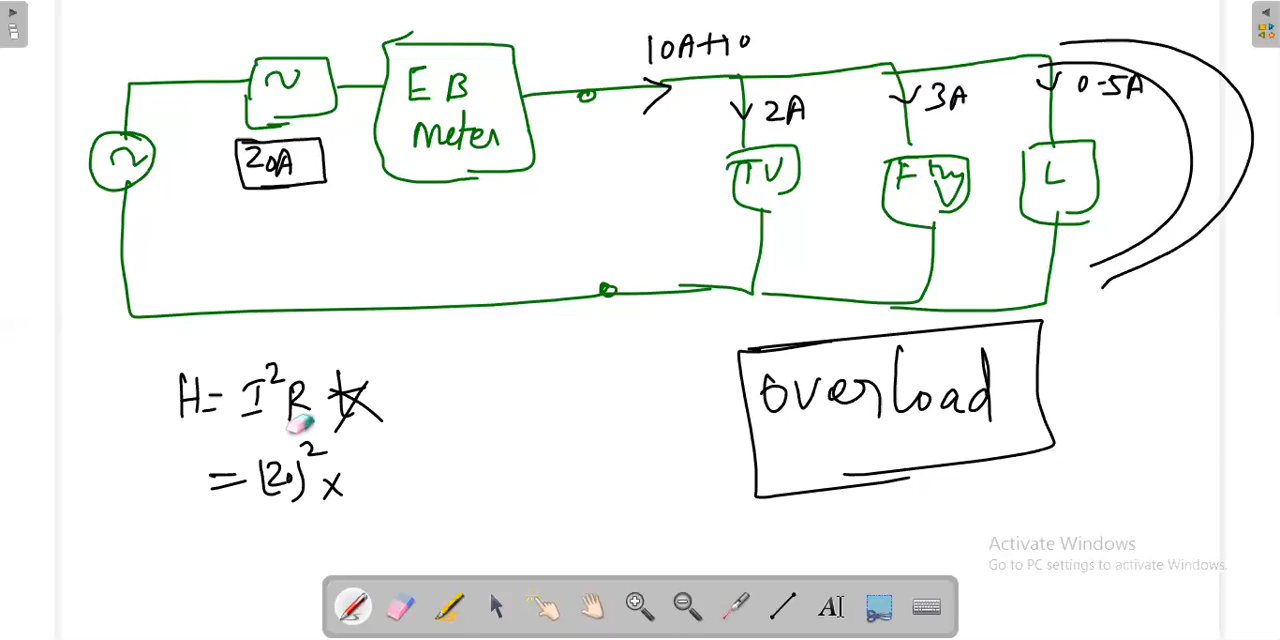 10A+10
EB
Meter
20A
2A
3A
0.5A
TV
L
H = I²R t
= (20)² x
overload
Activate Windows
Go to PC settings to activate Windows.
AI